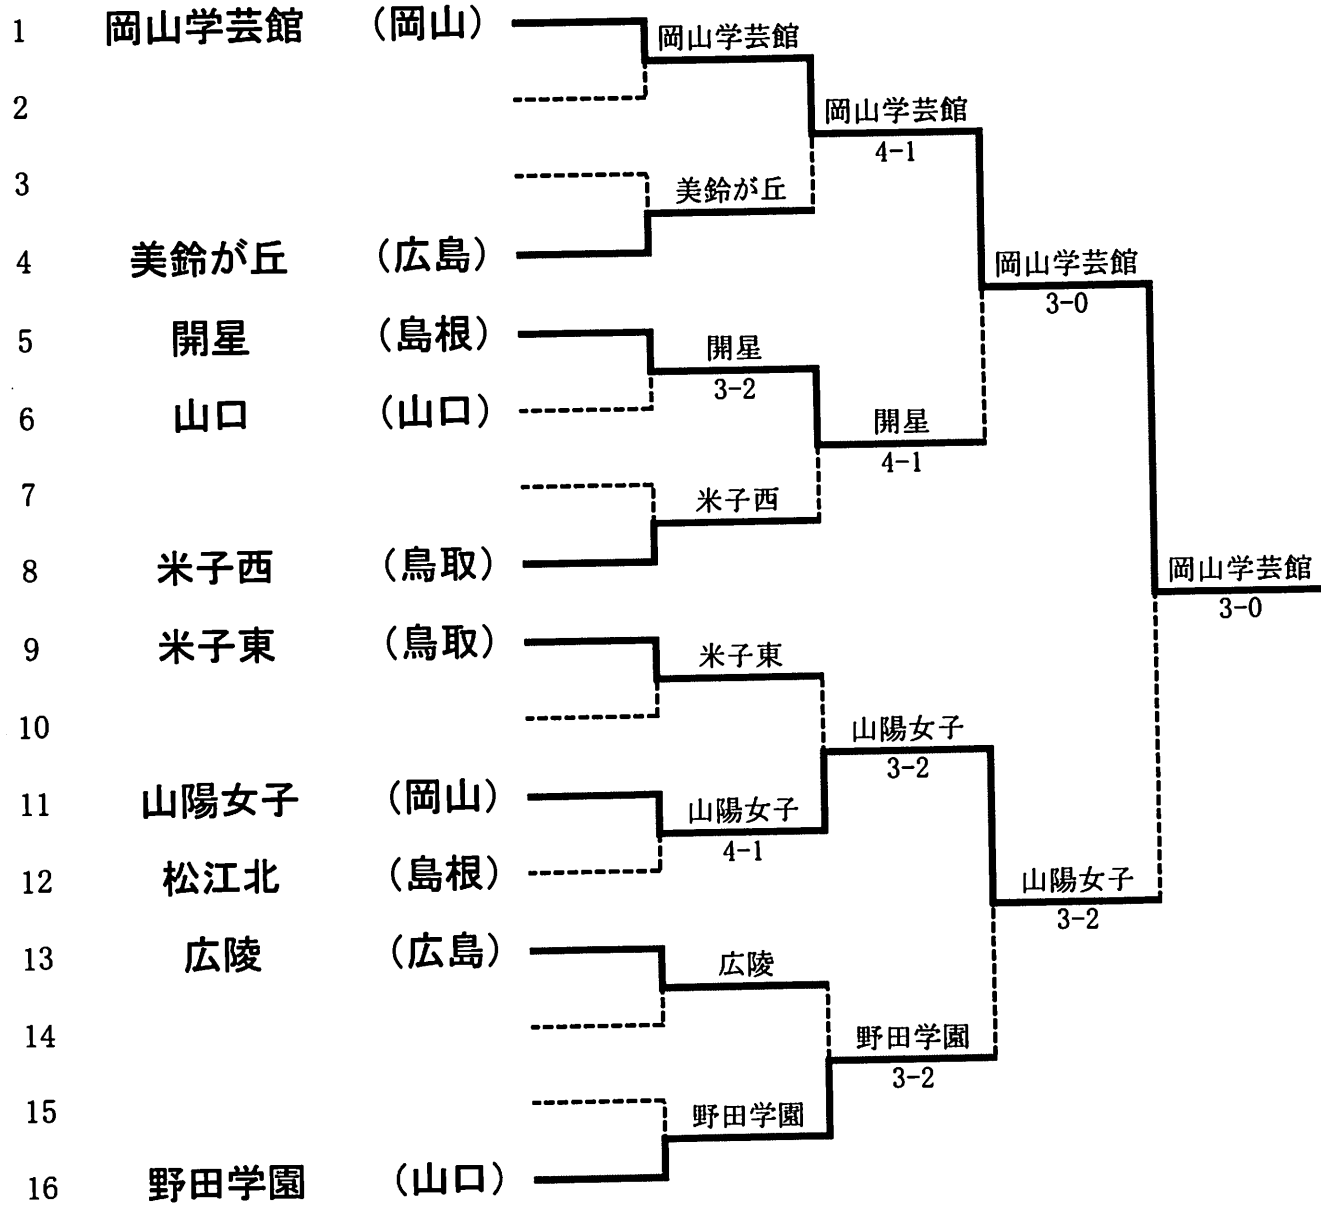 1 岡山学芸館 (岡山)
岡山学芸館
2
岡山学芸館
4-1
3
美鈴が丘
4 美鈴が丘 (広島)
岡山学芸館
3-0
5 開星 (島根)
開星
3-2
6 山口 (山口)
開星
4-1
7
米子西
8 米子西 (鳥取)
岡山学芸館
3-0
9 米子東 (鳥取)
米子東
10
山陽女子
3-2
11 山陽女子 (岡山)
山陽女子
4-1
12 松江北 (島根)
山陽女子
3-2
13 広陵 (広島)
広陵
14
野田学園
3-2
15
野田学園
16 野田学園 (山口)